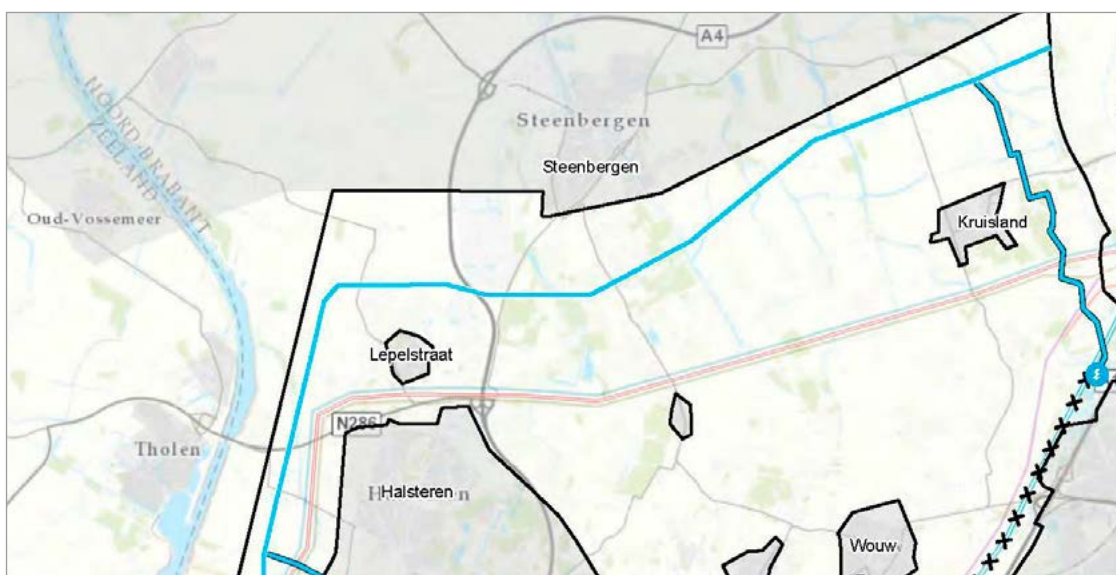 A4
NOORD-BRABANT
ZEELAND
Steenbergen
Steenbergen
Oud-Vossemeer
Kruisland
Lepelstraat
N286
Tholen
Halsteren
Wouw